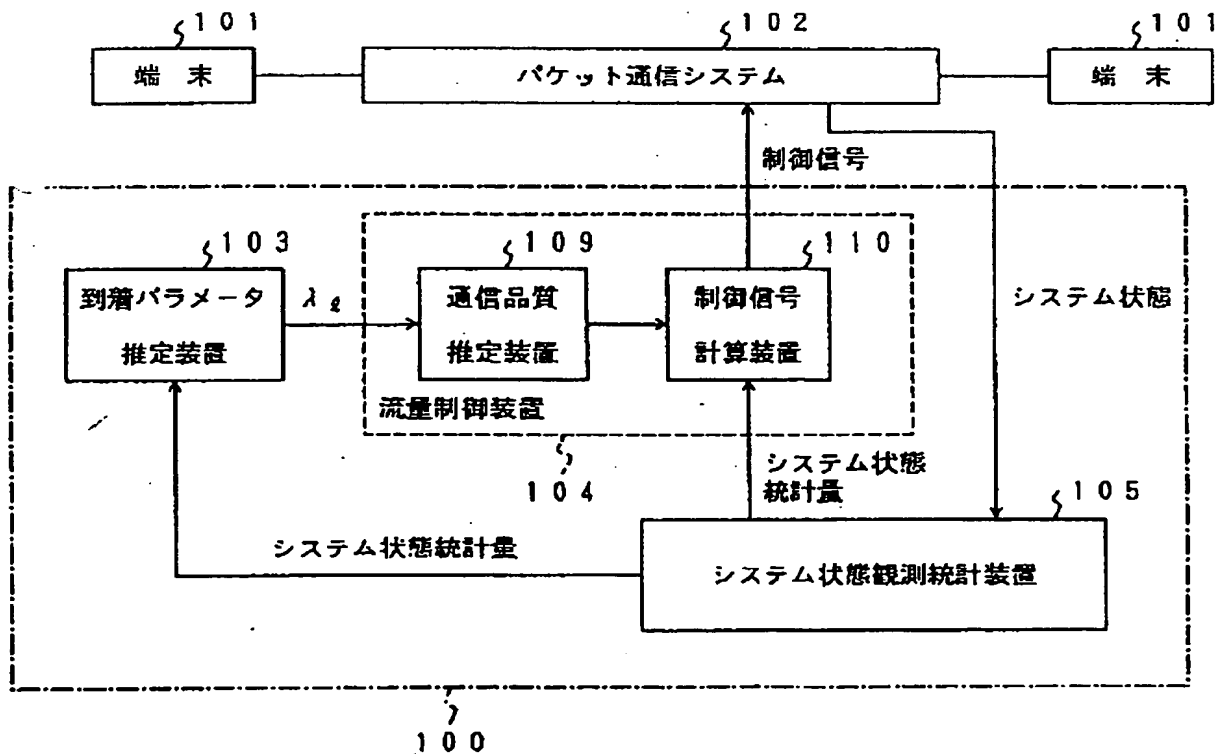 101
102
101
端末
パケット通信システム
端末
制御信号
103
109
110
到着パラメータ
推定装置
λℓ
通信品質
推定装置
制御信号
計算装置
システム状態
流量制御装置
104
システム状態
統計量
105
システム状態統計量
システム状態観測統計装置
100